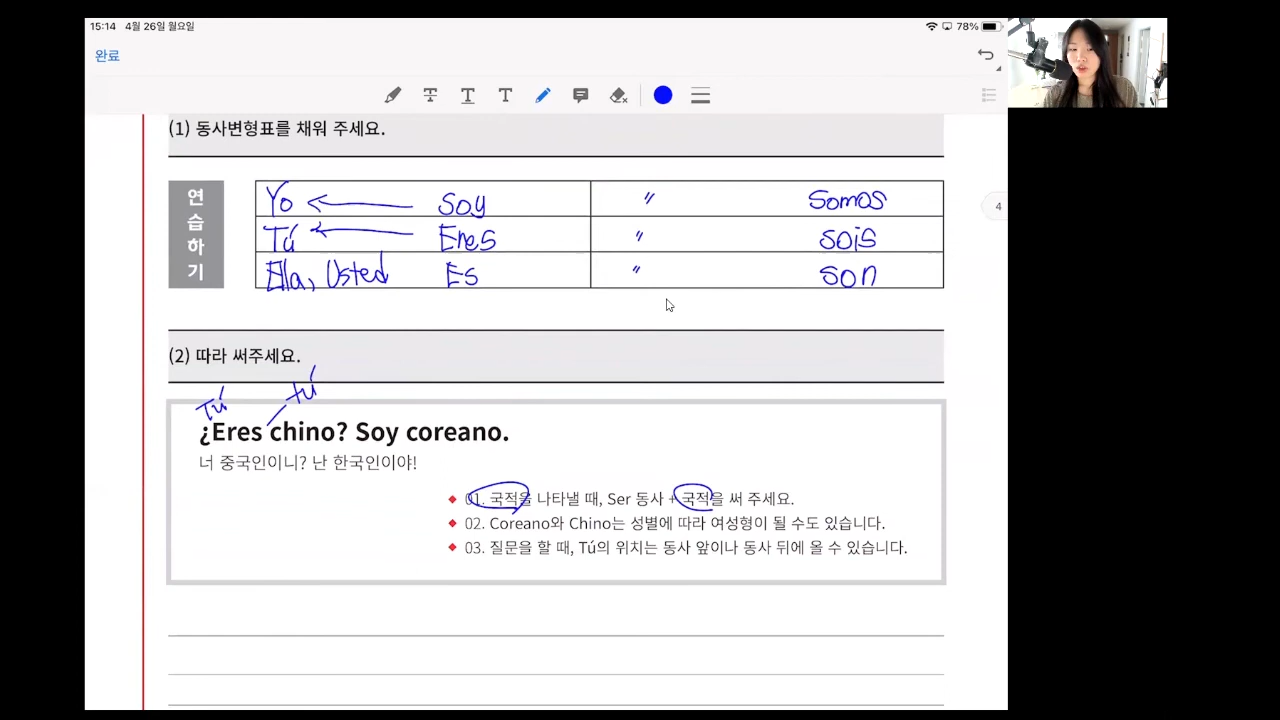 15:14 4월 26일 월요일 78%
완료
(1) 동사변형표를 채워 주세요.
연습하기
Yo Soy 〃 Somos
Tú Eres 〃 sois
Ella, Usted Es 〃 son
4
(2) 따라 써주세요.
Tú tú
¿Eres chino? Soy coreano.
너 중국인이니? 난 한국인이야!
01. 국적을 나타낼 때, Ser 동사 + 국적을 써 주세요.
02. Coreano와 Chino는 성별에 따라 여성형이 될 수도 있습니다.
03. 질문을 할 때, Tú의 위치는 동사 앞이나 동사 뒤에 올 수 있습니다.